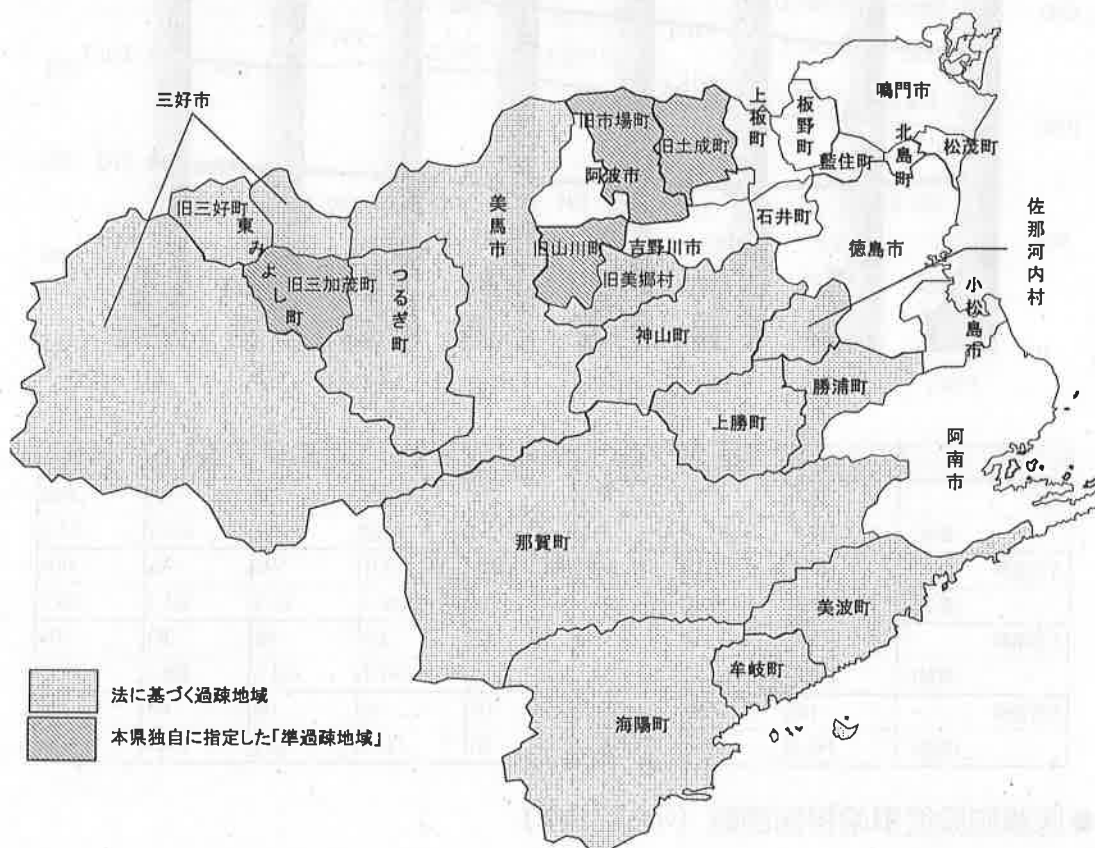 三好市
旧三好町
東みよし町
旧三加茂町
つるぎ町
美馬市
旧市場町
旧土成町
阿波市
上板町
板野町
鳴門市
藍住町
北島町
松茂町
石井町
旧山川町
吉野川市
旧美郷村
徳島市
佐那河内村
小松島市
神山町
勝浦町
上勝町
阿南市
那賀町
美波町
牟岐町
海陽町
法に基づく過疎地域
本県独自に指定した「準過疎地域」